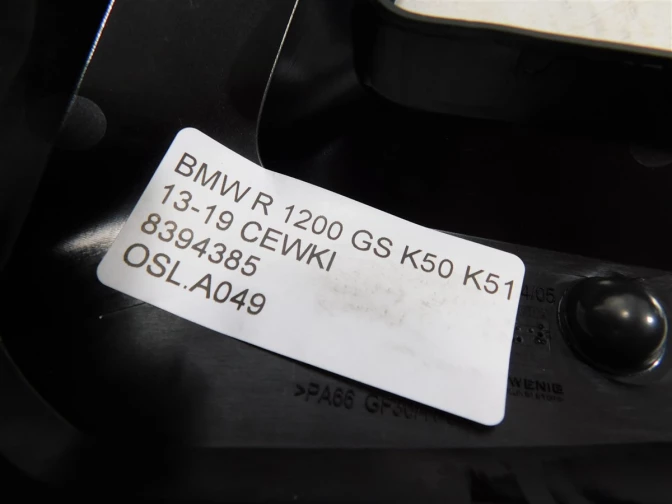 BMW R 1200 GS K50 K51
13-19 CEWKI
8394385
OSL.A049
>PA66